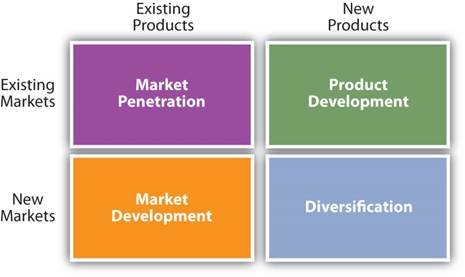 Existing
Products
New
Products
Existing
Markets
Market
Penetration
Product
Development
New
Markets
Market
Development
Diversification